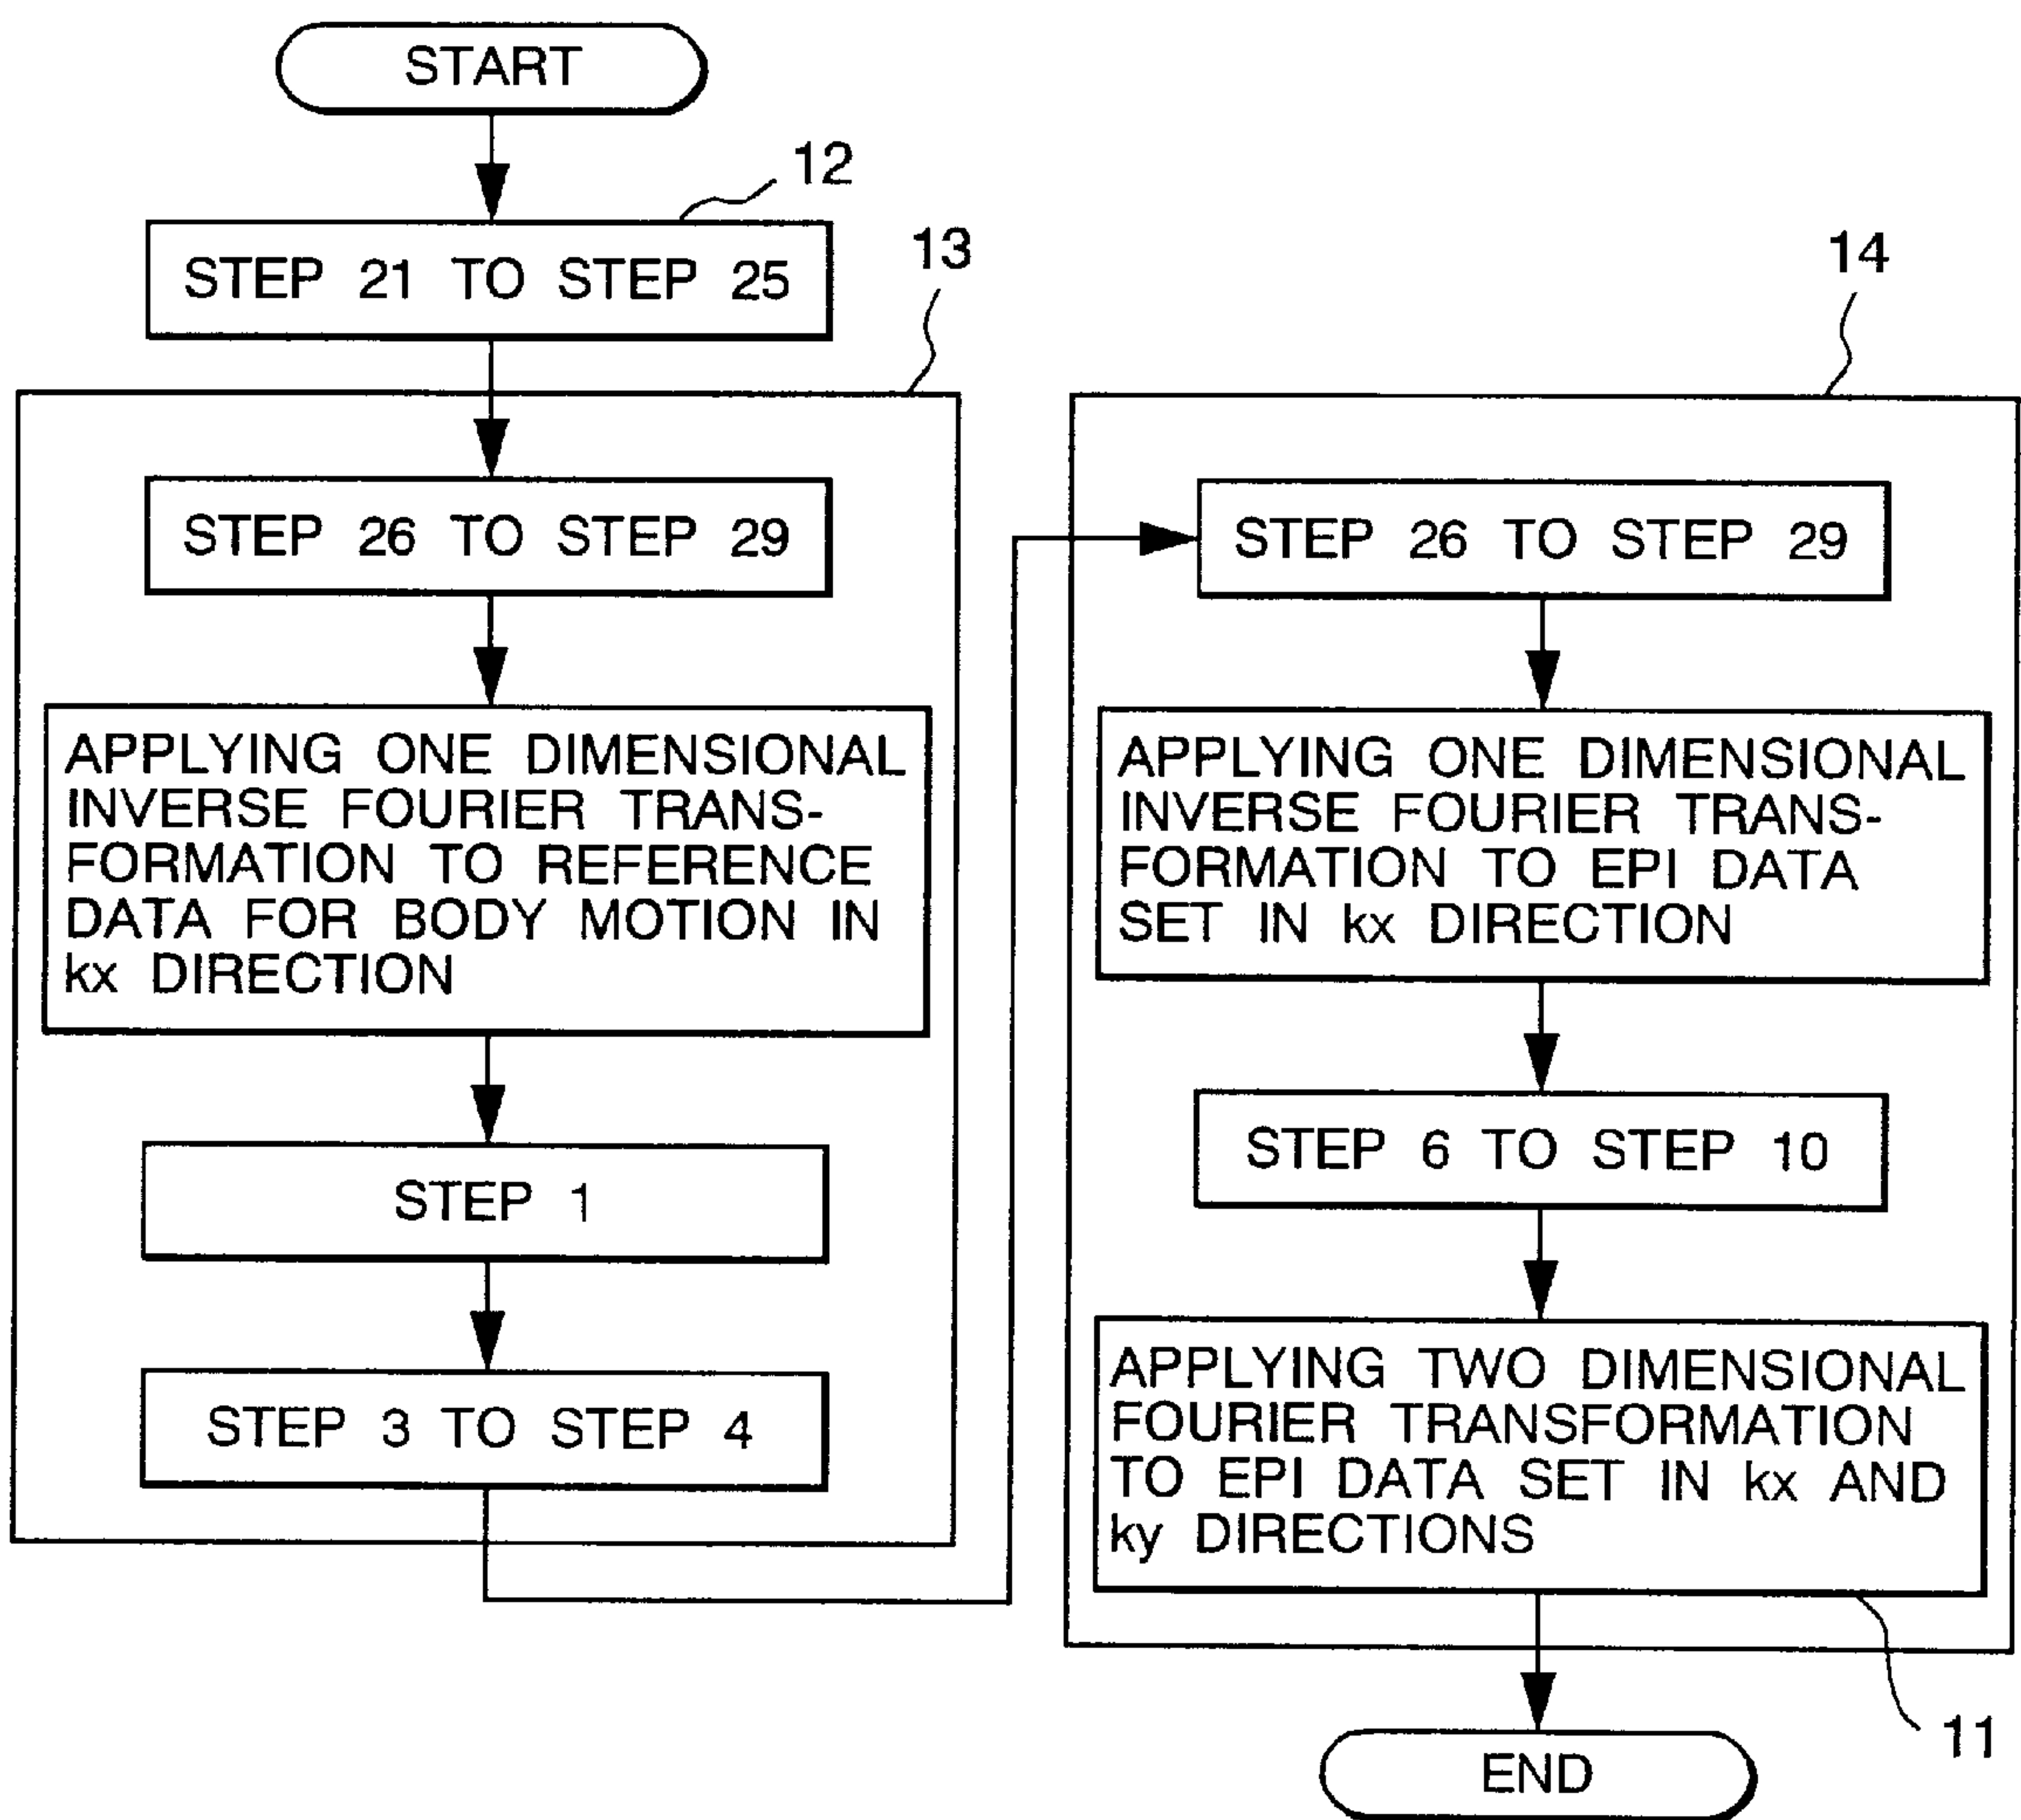 START
12
STEP 21 TO STEP 25
13
STEP 26 TO STEP 29
APPLYING ONE DIMENSIONAL
INVERSE FOURIER TRANS-
FORMATION TO REFERENCE
DATA FOR BODY MOTION IN
kx DIRECTION
STEP 1
STEP 3 TO STEP 4
14
STEP 26 TO STEP 29
APPLYING ONE DIMENSIONAL
INVERSE FOURIER TRANS-
FORMATION TO EPI DATA
SET IN kx DIRECTION
STEP 6 TO STEP 10
APPLYING TWO DIMENSIONAL
FOURIER TRANSFORMATION
TO EPI DATA SET IN kx AND
ky DIRECTIONS
11
END